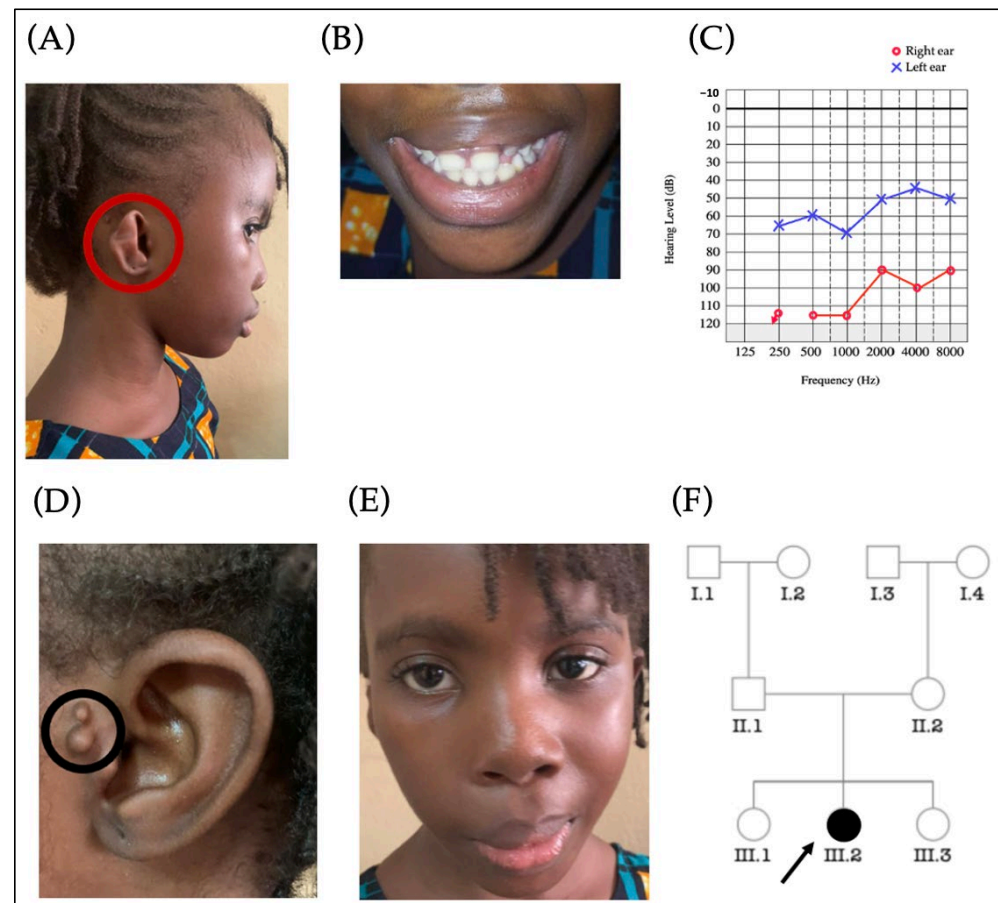 (A)
(B)
(C)
Right ear
Left ear
-10
0
10
20
30
40
50
60
70
80
90
100
110
120
Hearing Level (dB)
125 250 500 1000 2000 4000 8000
Frequency (Hz)
(D)
(E)
(F)
I.1 I.2 I.3 I.4
II.1 II.2
III.1 III.2 III.3